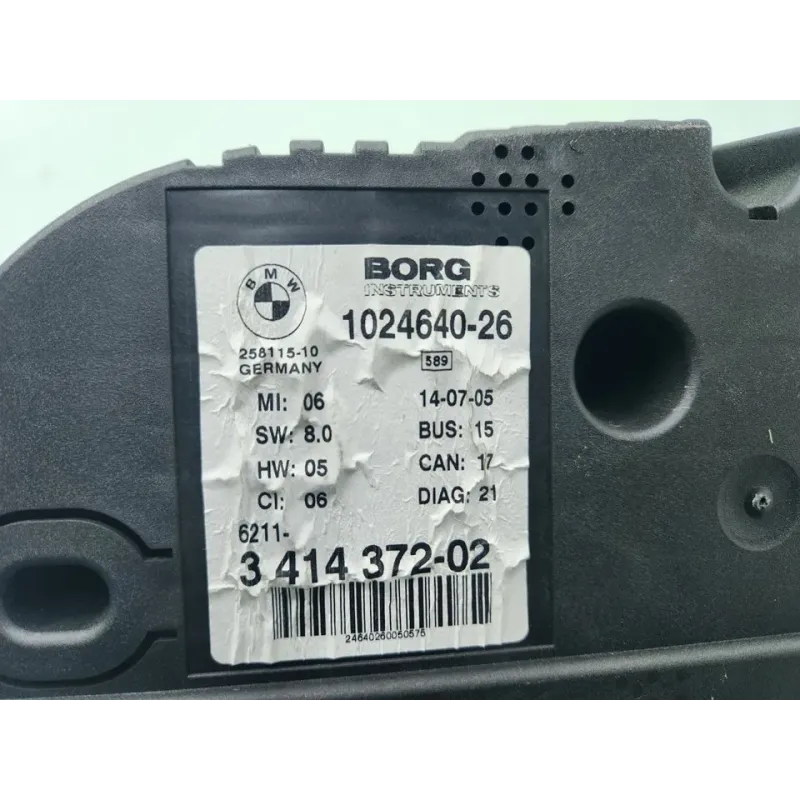 BMW
BORG
INSTRUMENTS
1024640-26
258115-10
GERMANY
589
MI: 06 14-07-05
SW: 8.0 BUS: 15
HW: 05 CAN: 17
CI: 06 DIAG: 21
6211-
3 414 372-02
24640260050575